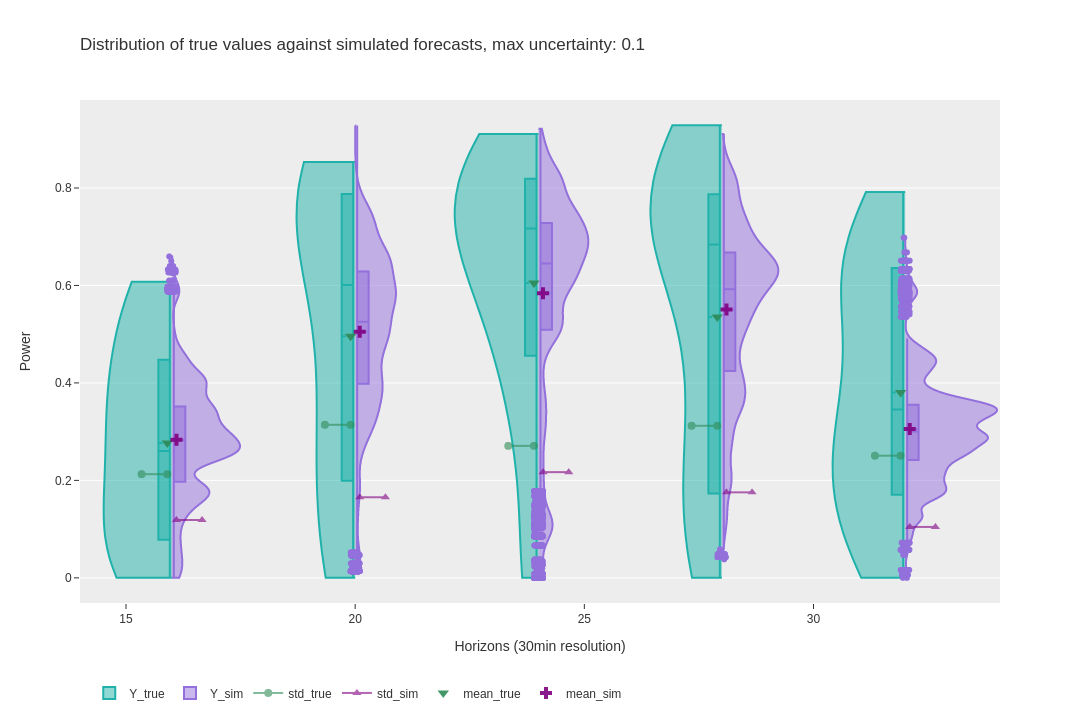 Distribution of true values against simulated forecasts, max uncertainty: 0.1
Power
0.8
0.6
0.4
0.2
0
15 20 25 30
Horizons (30min resolution)
Y_true Y_sim std_true std_sim mean_true mean_sim